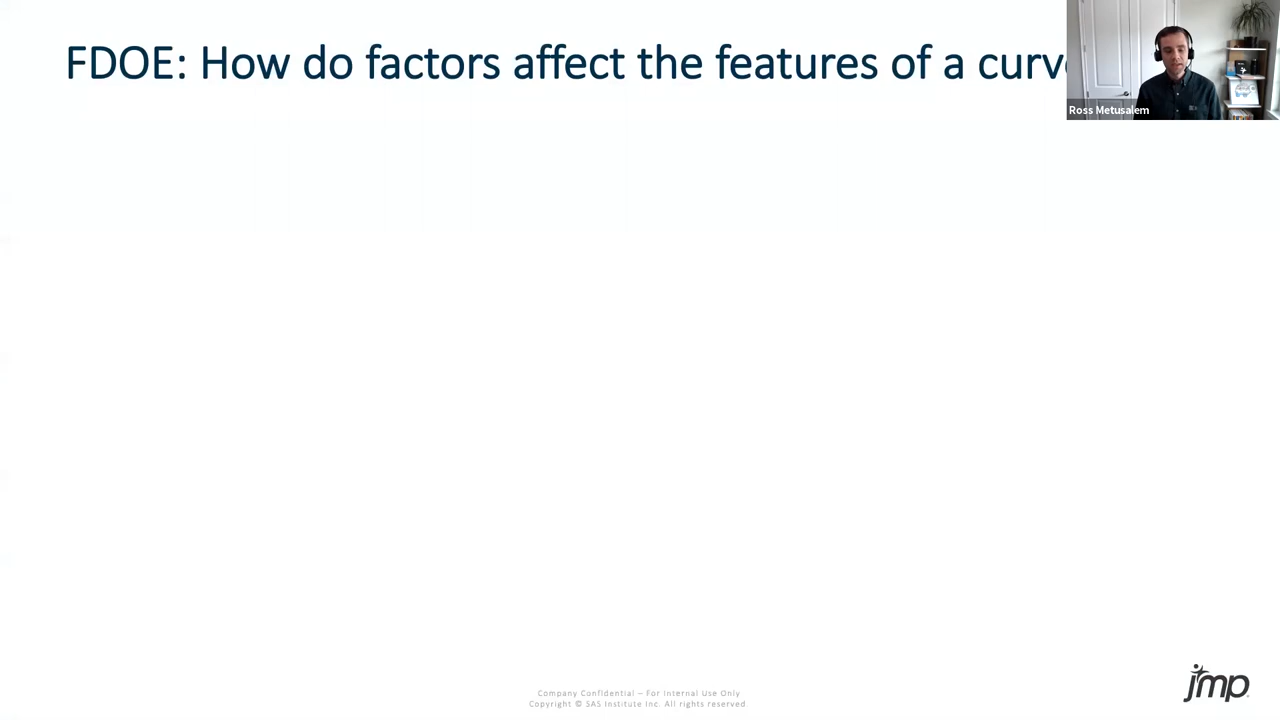 FDOE: How do factors affect the features of a curv
Ross Metusalem
Company Confidential – For Internal Use Only
Copyright © SAS Institute Inc. All rights reserved
jmp